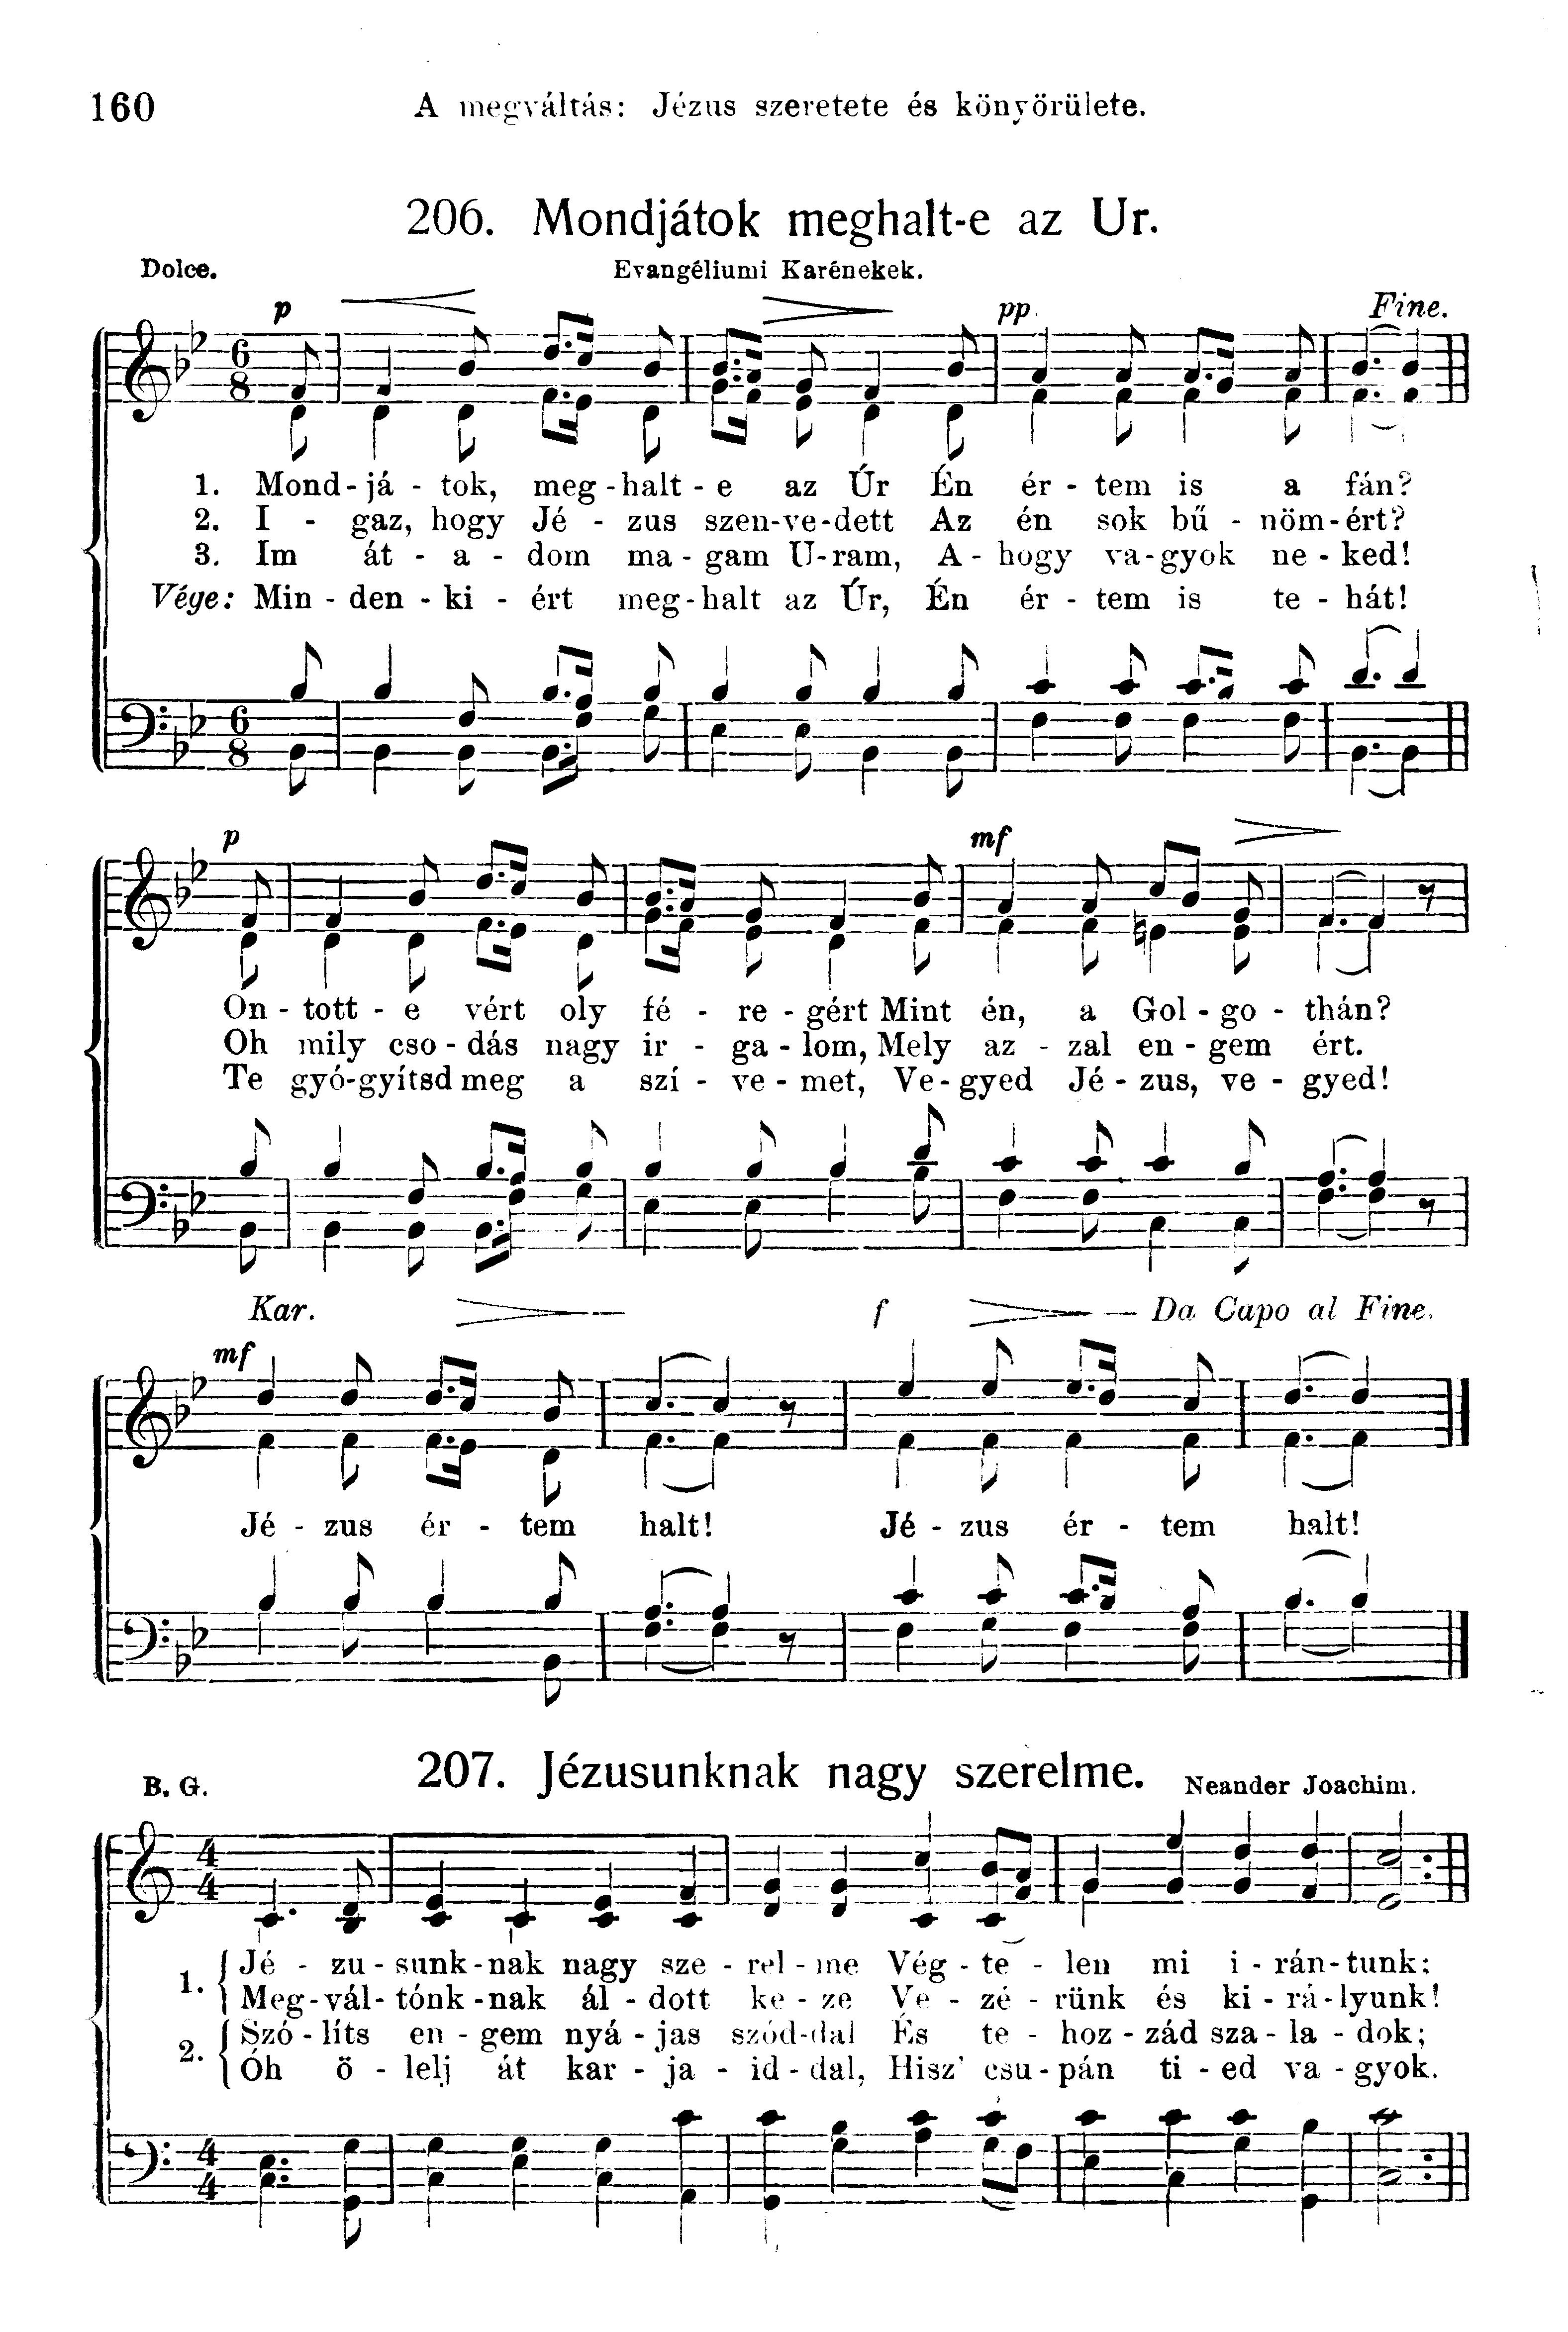 160 A megváltás: Jézus szeretete és könyörülete.
206. Mondjátok meghalt-e az Ur.
Dolce. Evangéliumi Karénekek.
p pp. Fine.
6 8
1. Mond-já - tok, meg-halt - e az Úr Én ér - tem is a fán?
2. I - gaz, hogy Jé - zus szen-ve-dett Az én sok bű - nöm-ért?
3. Im át - a - dom ma - gam U-ram, A - hogy va-gyok ne - ked!
Vége: Min - den - ki - ért meg-halt az Úr, Én ér - tem is te - hát!
6 8
p mf
On - tott - e vért oly fé - re - gért Mint én, a Gol - go - thán?
Oh mily cso - dás nagy ir - ga - lom, Mely az - zal en - gem ért.
Te gyó-gyítsd meg a szí - ve - met, Ve - gyed Jé - zus, ve - gyed!
Kar. f Da Capo al Fine.
mf
Jé - zus ér - tem halt! Jé - zus ér - tem halt!
207. Jézusunknak nagy szerelme.
B. G. Neander Joachim.
4 4
1. Jé - zu - sunk-nak nagy sze - rel - me Vég - te - len mi i - rán-tunk;
Meg-vál- tónk -nak ál - dott ke - ze Ve - zé - rünk és ki - rá - lyunk!
2. Szó - líts en - gem nyá - jas szód-dal És te - hoz - zád sza - la - dok;
Óh ö - lelj át kar - ja - id - dal, Hisz' csu - pán ti - ed va - gyok.
4 4